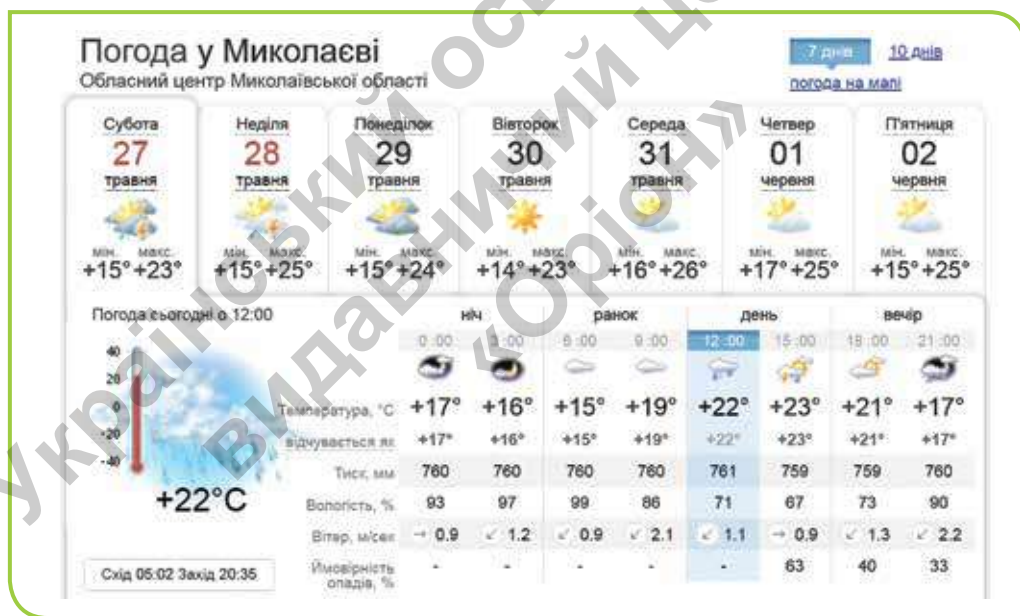 Погода у Миколаєві
Обласний центр Миколаївської області
7 днів 10 днів
погода на мапі
Субота Неділя Понеділок Вівторок Середа Четвер П'ятниця
27 28 29 30 31 01 02
травня травня травня травня травня червня червня
мін. макс. мін. макс. мін. макс. мін. макс. мін. макс. мін. макс. мін. макс.
+15° +23° +15° +25° +15° +24° +14° +23° +16° +26° +17° +25° +15° +25°
Погода сьогодні о 12:00
ніч ранок день вечір
0 :00 3 :00 6 :00 9 :00 12 :00 15 :00 18 :00 21 :00
40
20
0
-20
-40
+22°C
Температура, °C +17° +16° +15° +19° +22° +23° +21° +17°
відчувається як +17° +16° +15° +19° +22° +23° +21° +17°
Тиск, мм 760 760 760 760 761 759 759 760
Вологість, % 93 97 99 86 71 67 73 90
Вітер, м/сек → 0.9 ↙ 1.2 ↙ 0.9 ↙ 2.1 ↙ 1.1 → 0.9 ↙ 1.3 ↙ 2.2
Ймовірність опадів, % - - - - - 63 40 33
Схід 05:02 Захід 20:35
Український
видавничий
«Оріон»